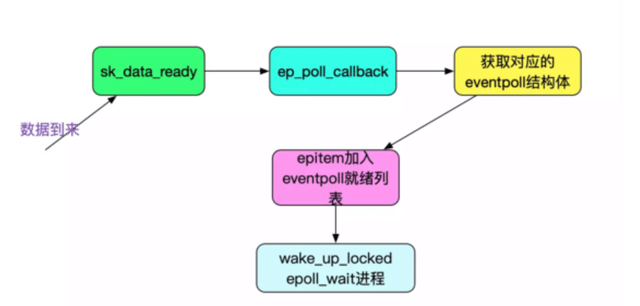 数据到来
sk_data_ready
ep_poll_callback
获取对应的
eventpoll结构体
epitem加入
eventpoll就绪列
表
wake_up_locked
epoll_wait进程